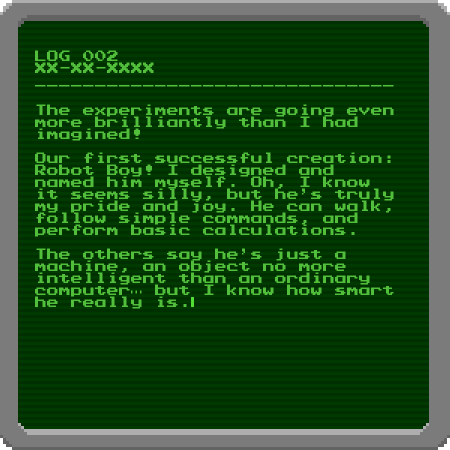 LOG 002
XX-XX-XXXX
------------------------------
The experiments are going even
more brilliantly than I had
imagined!
Our first successful creation:
Robot Boy! I designed and
named him myself. Oh, I know
it seems silly, but he's truly
my pride and joy. He can walk,
follow simple commands, and
perform basic calculations.
The others say he's just a
machine, an object no more
intelligent than an ordinary
computer… but I know how smart
he really is.